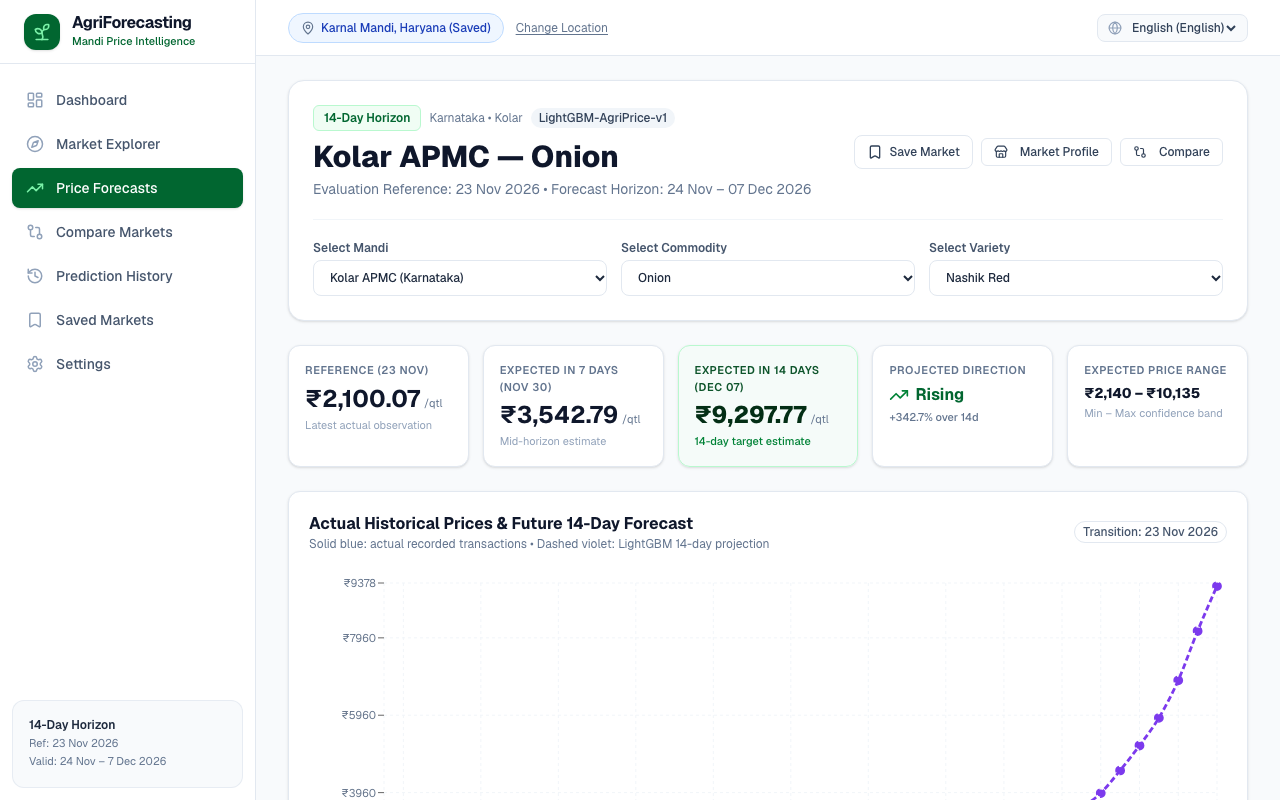 AgriForecasting
Mandi Price Intelligence
Dashboard
Market Explorer
Price Forecasts
Compare Markets
Prediction History
Saved Markets
Settings
14-Day Horizon
Ref: 23 Nov 2026
Valid: 24 Nov – 7 Dec 2026
Karnal Mandi, Haryana (Saved)
Change Location
English (English)
14-Day Horizon
Karnataka • Kolar
LightGBM-AgriPrice-v1
Kolar APMC — Onion
Evaluation Reference: 23 Nov 2026 • Forecast Horizon: 24 Nov – 07 Dec 2026
Save Market
Market Profile
Compare
Select Mandi
Kolar APMC (Karnataka)
Select Commodity
Onion
Select Variety
Nashik Red
REFERENCE (23 NOV)
₹2,100.07 /qtl
Latest actual observation
EXPECTED IN 7 DAYS
(NOV 30)
₹3,542.79 /qtl
Mid-horizon estimate
EXPECTED IN 14 DAYS
(DEC 07)
₹9,297.77 /qtl
14-day target estimate
PROJECTED DIRECTION
Rising
+342.7% over 14d
EXPECTED PRICE RANGE
₹2,140 – ₹10,135
Min – Max confidence band
Actual Historical Prices & Future 14-Day Forecast
Solid blue: actual recorded transactions • Dashed violet: LightGBM 14-day projection
Transition: 23 Nov 2026
₹9378
₹7960
₹5960
₹3960